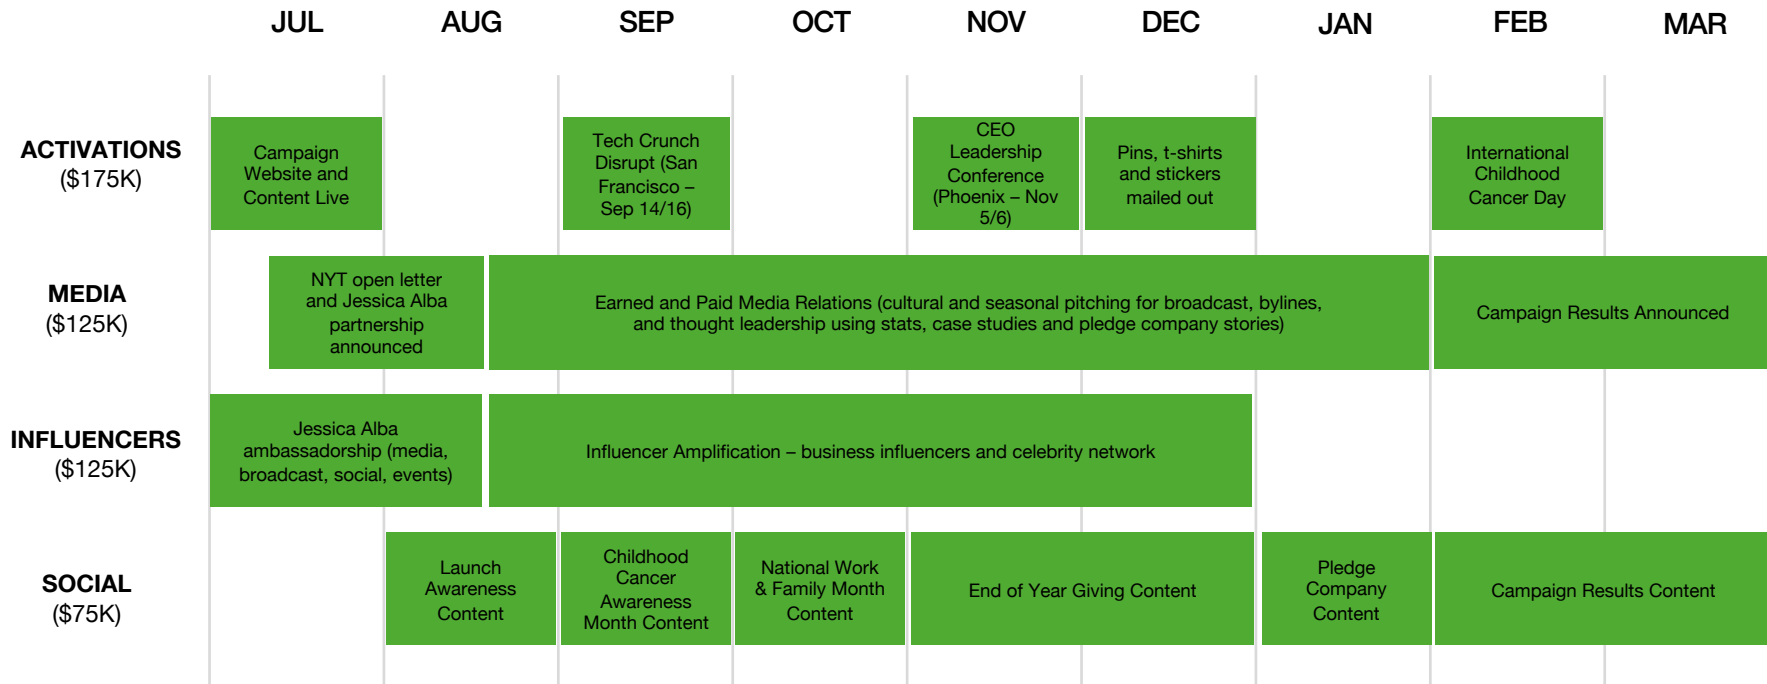 JUL AUG SEP OCT NOV DEC JAN FEB MAR
ACTIVATIONS
($175K)
Campaign
Website and
Content Live
Tech Crunch
Disrupt (San
Francisco –
Sep 14/16)
CEO
Leadership
Conference
(Phoenix – Nov
5/6)
Pins, t-shirts
and stickers
mailed out
International
Childhood
Cancer Day
MEDIA
($125K)
NYT open letter
and Jessica Alba
partnership
announced
Earned and Paid Media Relations (cultural and seasonal pitching for broadcast, bylines,
and thought leadership using stats, case studies and pledge company stories)
Campaign Results Announced
INFLUENCERS
($125K)
Jessica Alba
ambassadorship (media,
broadcast, social, events)
Influencer Amplification – business influencers and celebrity network
SOCIAL
($75K)
Launch
Awareness
Content
Childhood
Cancer
Awareness
Month Content
National Work
& Family Month
Content
End of Year Giving Content
Pledge
Company
Content
Campaign Results Content